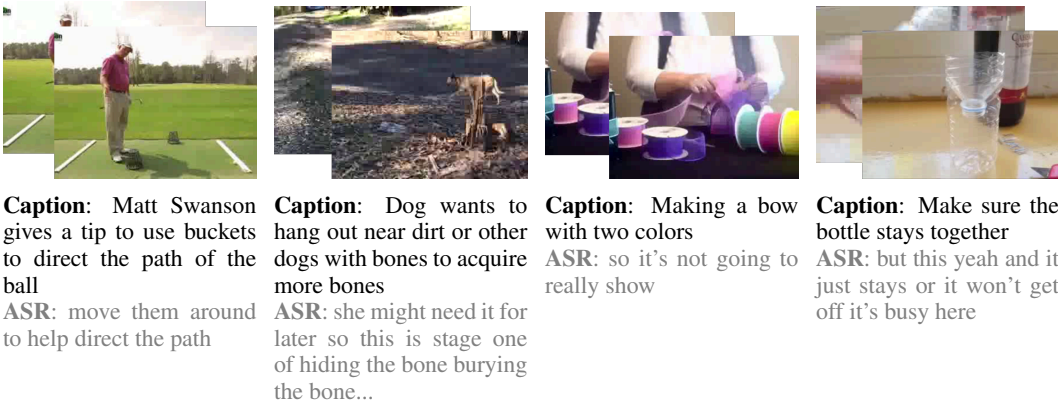 Caption: Matt Swanson
gives a tip to use buckets
to direct the path of the
ball
ASR: move them around
to help direct the path
Caption: Dog wants to
hang out near dirt or other
dogs with bones to acquire
more bones
ASR: she might need it for
later so this is stage one
of hiding the bone burying
the bone...
Caption: Making a bow
with two colors
ASR: so it's not going to
really show
Caption: Make sure the
bottle stays together
ASR: but this yeah and it
just stays or it won't get
off it's busy here